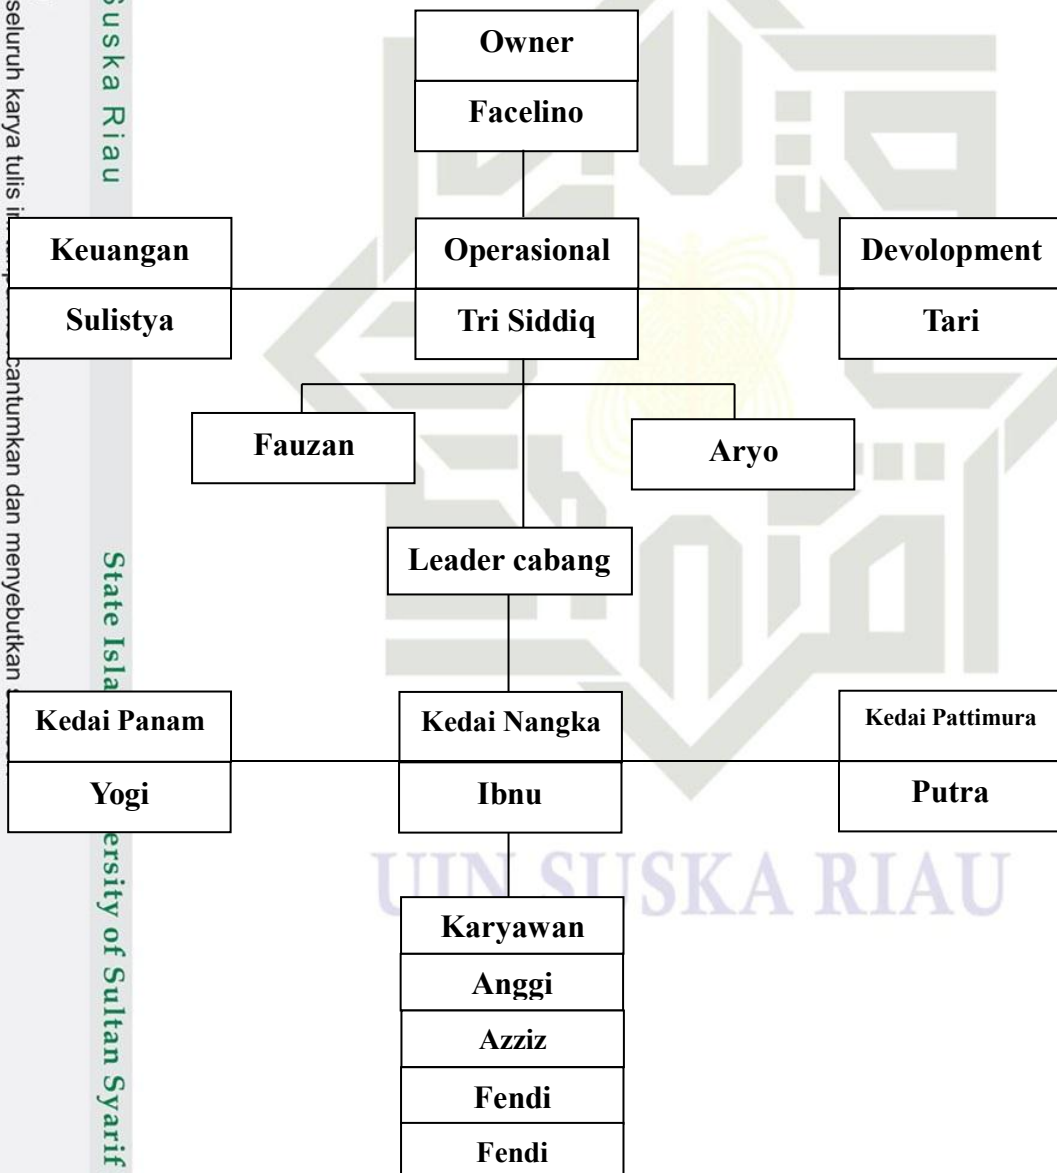 Owner
Facelino
Keuangan
Operasional
Devolopment
Sulistya
Tri Siddiq
Tari
Fauzan
Aryo
Leader cabang
Kedai Panam
Kedai Nangka
Kedai Pattimura
Yogi
Ibnu
Putra
Karyawan
Anggi
Azziz
Fendi
Fendi
UIN SUSKA RIAU
Suska Riau
State Isla
ersity of Sultan Syarif
seluruh karya tulis
cantumkan dan menyebutkan